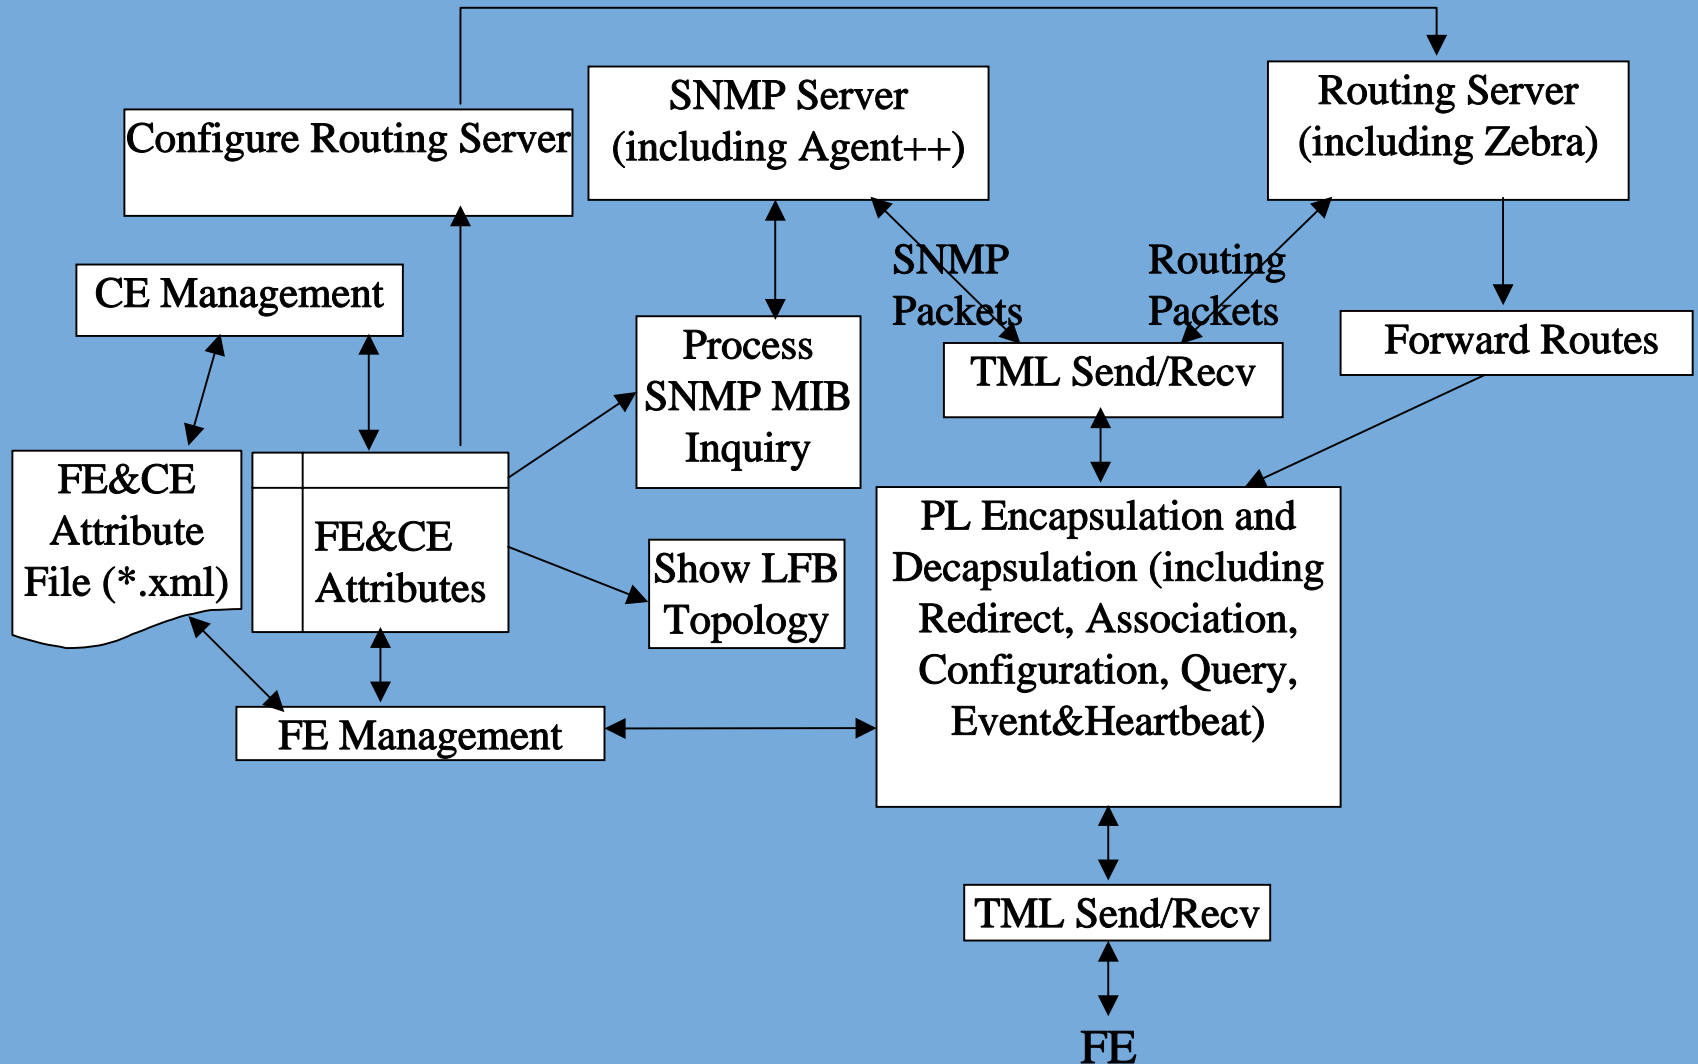 SNMP Server
(including Agent++)
Routing Server
(including Zebra)
Configure Routing Server
SNMP
Packets
Routing
Packets
CE Management
Process
SNMP MIB
Inquiry
TML Send/Recv
Forward Routes
FE&CE
Attribute
File (*.xml)
FE&CE
Attributes
Show LFB
Topology
PL Encapsulation and
Decapsulation (including
Redirect, Association,
Configuration, Query,
Event&Heartbeat)
FE Management
TML Send/Recv
FE